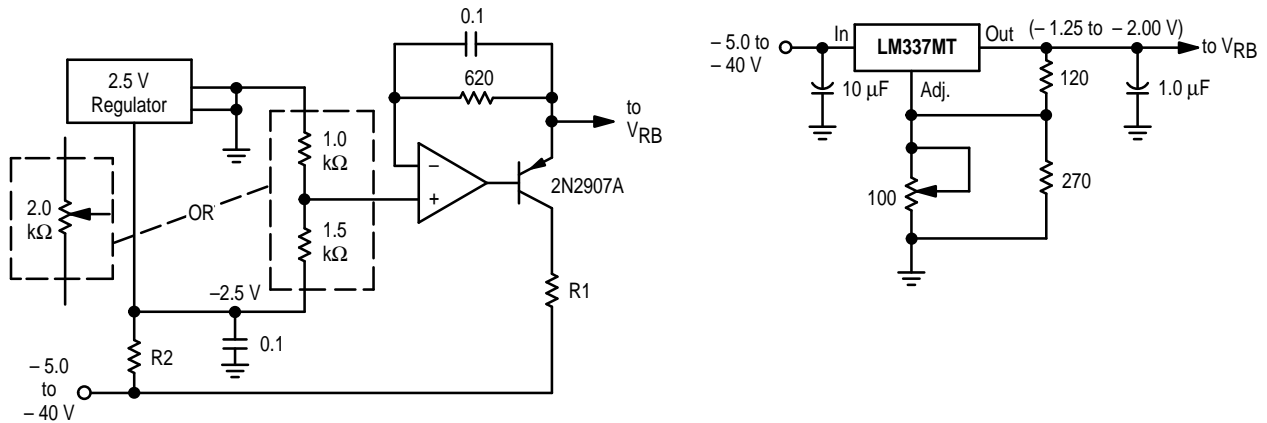 0.1
620
2.5 V
Regulator
to
VRB
1.0
kΩ
–
+
2N2907A
2.0
kΩ
OR
1.5
kΩ
–2.5 V
R1
0.1
R2
– 5.0
to
– 40 V
– 5.0 to
– 40 V
In
LM337MT
Out
(– 1.25 to – 2.00 V)
to VRB
10 μF
Adj.
120
1.0 μF
100
270